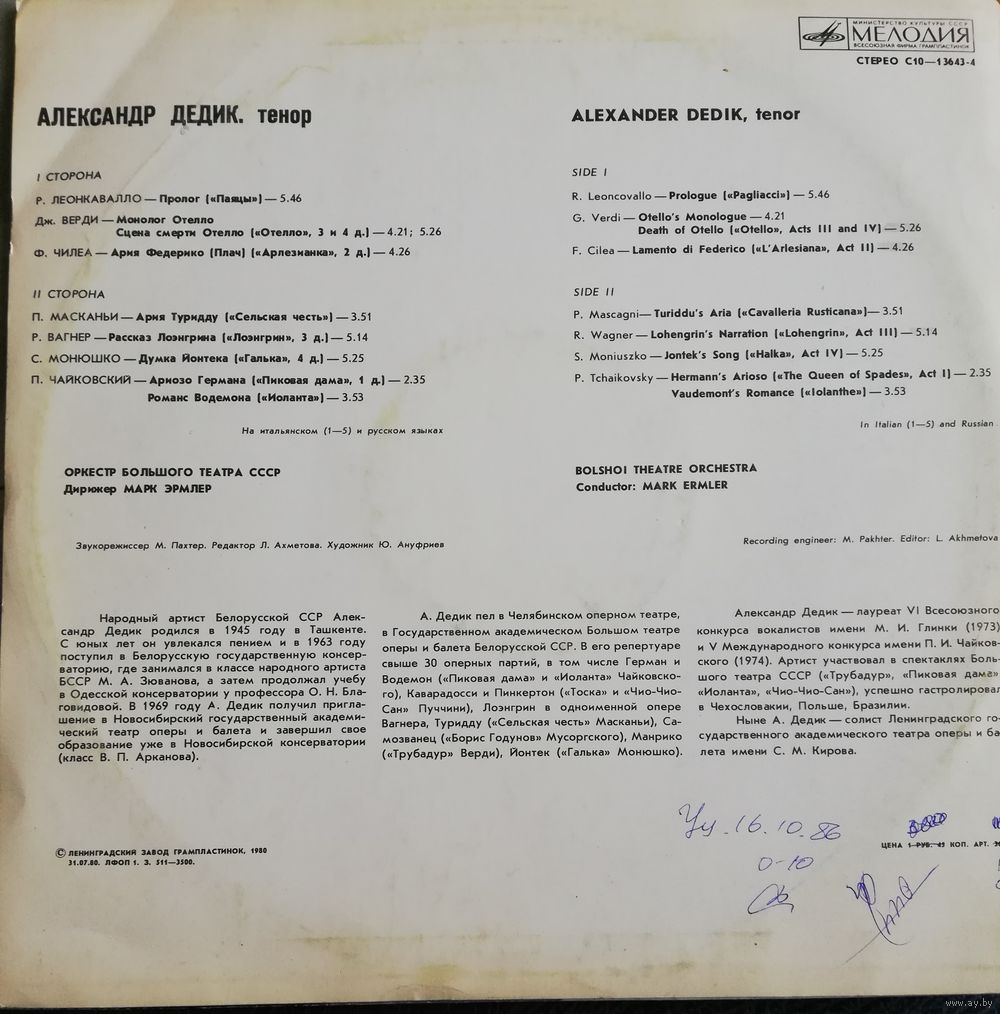 МИНИСТЕРСТВО КУЛЬТУРЫ СССР
МЕЛОДИЯ
ВСЕСОЮЗНАЯ ФИРМА ГРАМПЛАСТИНОК
СТЕРЕО С10—13643-4
АЛЕКСАНДР ДЕДИК. тенор
I СТОРОНА
Р. ЛЕОНКАВАЛЛО — Пролог («Паяцы») — 5.46
Дж. ВЕРДИ — Монолог Отелло
Сцена смерти Отелло («Отелло», 3 и 4 д.) — 4.21; 5.26
Ф. ЧИЛЕА — Ария Федерико (Плач) («Арлезианка», 2 д.) — 4.26
II СТОРОНА
П. МАСКАНЬИ — Ария Туридду («Сельская честь») — 3.51
Р. ВАГНЕР — Рассказ Лоэнгрина («Лоэнгрин», 3 д.) — 5.14
С. МОНЮШКО — Думка Йонтека («Галька», 4 д.) — 5.25
П. ЧАЙКОВСКИЙ — Ариозо Германа («Пиковая дама», 1 д.) — 2.35
Романс Водемона («Иоланта») — 3.53
На итальянском (1—5) и русском языках
ОРКЕСТР БОЛЬШОГО ТЕАТРА СССР
Дирижер МАРК ЭРМЛЕР
Звукорежиссер М. Пахтер. Редактор Л. Ахметова. Художник Ю. Ануфриев
ALEXANDER DEDIK, tenor
SIDE I
R. Leoncovallo — Prologue («Pagliacci») — 5.46
G. Verdi — Otello's Monologue — 4.21
Death of Otello («Otello», Acts III and IV) — 5.26
F. Cilea — Lamento di Federico («L'Arlesiana», Act II) — 4.26
SIDE II
P. Mascagni — Turiddu's Aria («Cavalleria Rusticana») — 3.51
R. Wagner — Lohengrin's Narration («Lohengrin», Act III) — 5.14
S. Moniuszko — Jontek's Song («Halka», Act IV) — 5.25
P. Tchaikovsky — Hermann's Arioso («The Queen of Spades», Act I) — 2.35
Vaudemont's Romance («Iolanthe») — 3.53
In Italian (1—5) and Russian
BOLSHOI THEATRE ORCHESTRA
Conductor: MARK ERMLER
Recording engineer: M. Pakhter. Editor: L. Akhmetova
Народный артист Белорусской ССР Алек-
сандр Дедик родился в 1945 году в Ташкенте.
С юных лет он увлекался пением и в 1963 году
поступил в Белорусскую государственную консер-
ваторию, где занимался в классе народного артиста
БССР М. А. Зюванова, а затем продолжал учебу
в Одесской консерватории у профессора О. Н. Бла-
говидовой. В 1969 году А. Дедик получил пригла-
шение в Новосибирский государственный академи-
ческий театр оперы и балета и завершил свое
образование уже в Новосибирской консерватории
(класс В. П. Арканова).
А. Дедик пел в Челябинском оперном театре,
в Государственном академическом Большом театре
оперы и балета Белорусской ССР. В его репертуаре
свыше 30 оперных партий, в том числе Герман и
Водемон («Пиковая дама» и «Иоланта» Чайковско-
го), Каварадосси и Пинкертон («Тоска» и «Чио-Чио-
Сан» Пуччини), Лоэнгрин в одноименной опере
Вагнера, Туридду («Сельская честь» Масканьи), Са-
мозванец («Борис Годунов» Мусоргского), Манрико
(«Трубадур» Верди), Йонтек («Галька» Монюшко).
Александр Дедик — лауреат VI Всесоюзного
конкурса вокалистов имени М. И. Глинки (1973)
и V Международного конкурса имени П. И. Чайков-
ского (1974). Артист участвовал в спектаклях Боль-
шого театра СССР («Трубадур», «Пиковая дама»
«Иоланта», «Чио-Чио-Сан»), успешно гастролировал
в Чехословакии, Польше, Бразилии.
Ныне А. Дедик — солист Ленинградского го-
сударственного академического театра оперы и ба-
лета имени С. М. Кирова.
Уц. 16.10.86
0-10
ЦЕНА 1 РУБ. 45 КОП. АРТ.
© ЛЕНИНГРАДСКИЙ ЗАВОД ГРАМПЛАСТИНОК, 1980
31.07.80. ЛФОП 1. З. 511—3500.
www.ay.by